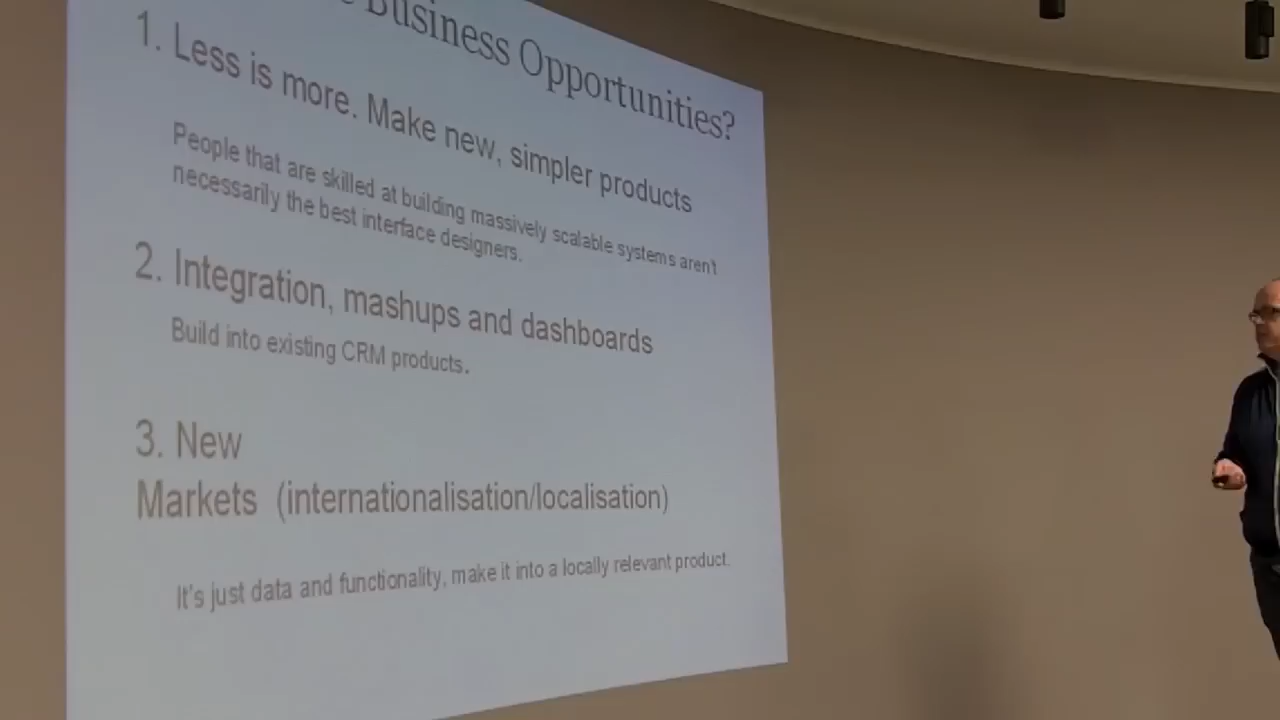 Business Opportunities?
1. Less is more. Make new, simpler products
People that are skilled at building massively scalable systems aren't
necessarily the best interface designers.
2. Integration, mashups and dashboards
Build into existing CRM products.
3. New
Markets (internationalisation/localisation)
It's just data and functionality, make it into a locally relevant product.